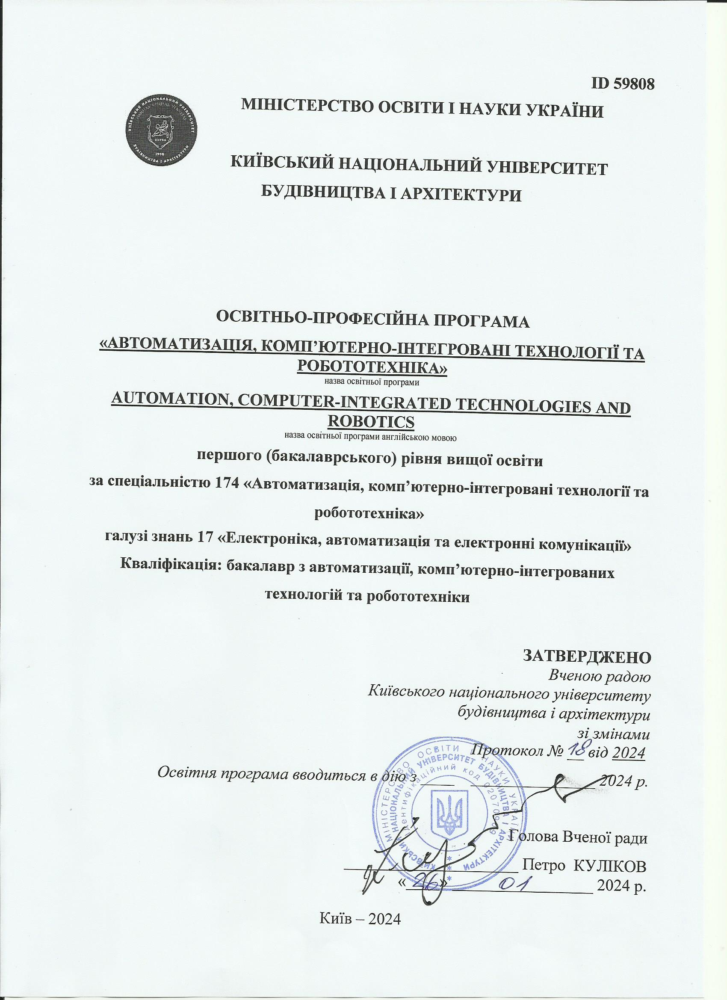 ID 59808
МІНІСТЕРСТВО ОСВІТИ І НАУКИ УКРАЇНИ
КИЇВСЬКИЙ НАЦІОНАЛЬНИЙ УНІВЕРСИТЕТ
БУДІВНИЦТВА І АРХІТЕКТУРИ
КНУБА
1930
КИЇВСЬКИЙ НАЦІОНАЛЬНИЙ УНІВЕРСИТЕТ
БУДІВНИЦТВА І АРХІТЕКТУРИ
ОСВІТНЬО-ПРОФЕСІЙНА ПРОГРАМА
«АВТОМАТИЗАЦІЯ, КОМП’ЮТЕРНО-ІНТЕГРОВАНІ ТЕХНОЛОГІЇ ТА
РОБОТОТЕХНІКА»
назва освітньої програми
AUTOMATION, COMPUTER-INTEGRATED TECHNOLOGIES AND
ROBOTICS
назва освітньої програми англійською мовою
першого (бакалаврського) рівня вищої освіти
за спеціальністю 174 «Автоматизація, комп’ютерно-інтегровані технології та
робототехніка»
галузі знань 17 «Електроніка, автоматизація та електронні комунікації»
Кваліфікація: бакалавр з автоматизації, комп’ютерно-інтегрованих
технологій та робототехніки
ЗАТВЕРДЖЕНО
Вченою радою
Київського національного університету
будівництва і архітектури
зі змінами
Протокол № 18 від 2024
Освітня програма вводиться в дію з ____ ______________ 2024 р.
МІНІСТЕРСТВО ОСВІТИ І НАУКИ УКРАЇНИ
КИЇВСЬКИЙ НАЦІОНАЛЬНИЙ УНІВЕРСИТЕТ БУДІВНИЦТВА І АРХІТЕКТУРИ
Ідентифікаційний код 02070909
Голова Вченої ради
Петро КУЛІКОВ
«26» 01 2024 р.
Київ – 2024